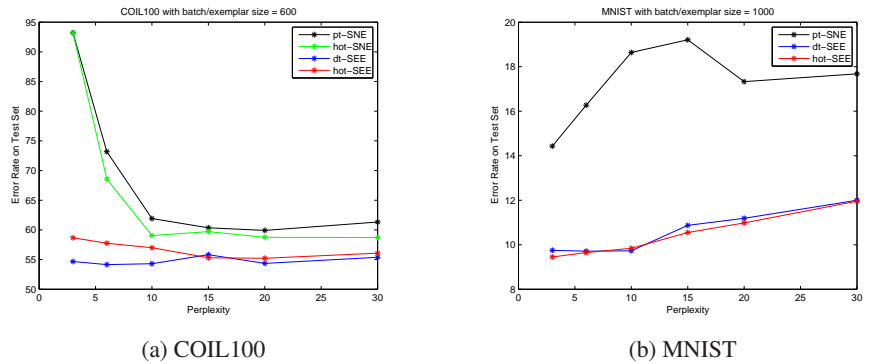 COIL100 with batch/exemplar size = 600
95
90
85
80
75
70
65
60
55
50
Error Rate on Test Set
pt-SNE
hot-SNE
dt-SEE
hot-SEE
0 5 10 15 20 25 30
Perplexity
(a) COIL100
MNIST with batch/exemplar size = 1000
20
18
16
14
12
10
8
Error Rate on Test Set
pt-SNE
dt-SEE
hot-SEE
0 5 10 15 20 25 30
Perplexity
(b) MNIST